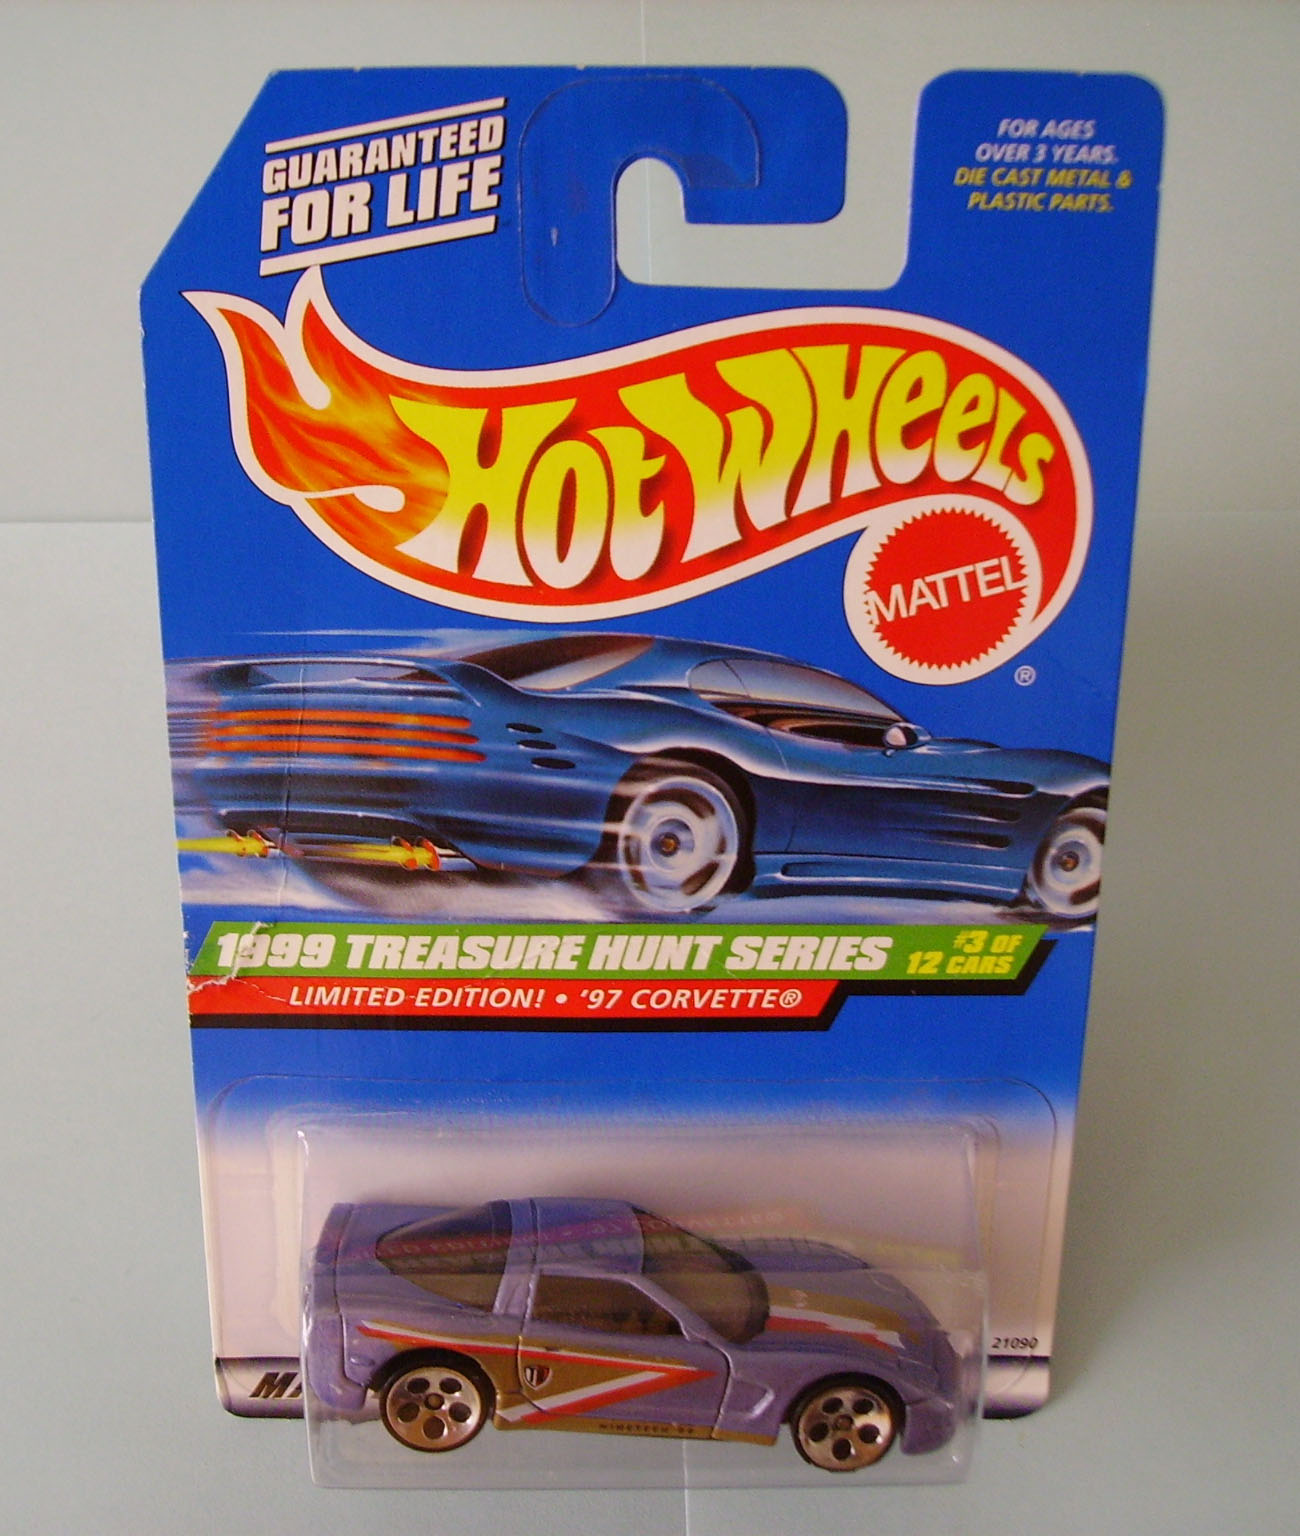 GUARANTEED
FOR LIFE
FOR AGES
OVER 3 YEARS.
DIE CAST METAL &
PLASTIC PARTS.
HOT WHEELS
MATTEL
®
1999 TREASURE HUNT SERIES
#3 OF
12 CARS
LIMITED EDITION! • '97 CORVETTE®
21090